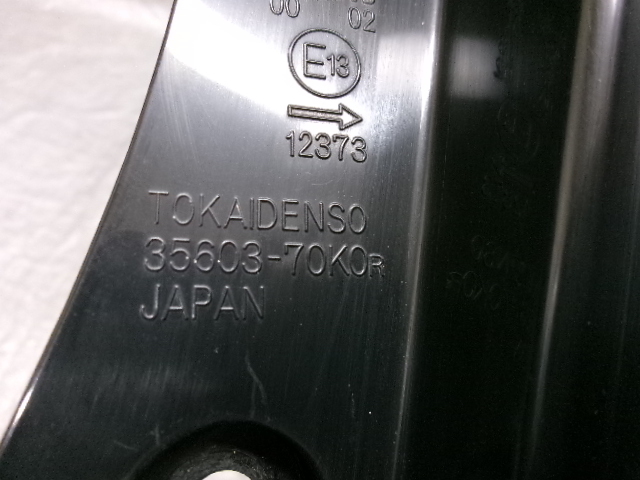 00 02
E13
12373
TOKAIDENSO
35603-70K0R
JAPAN